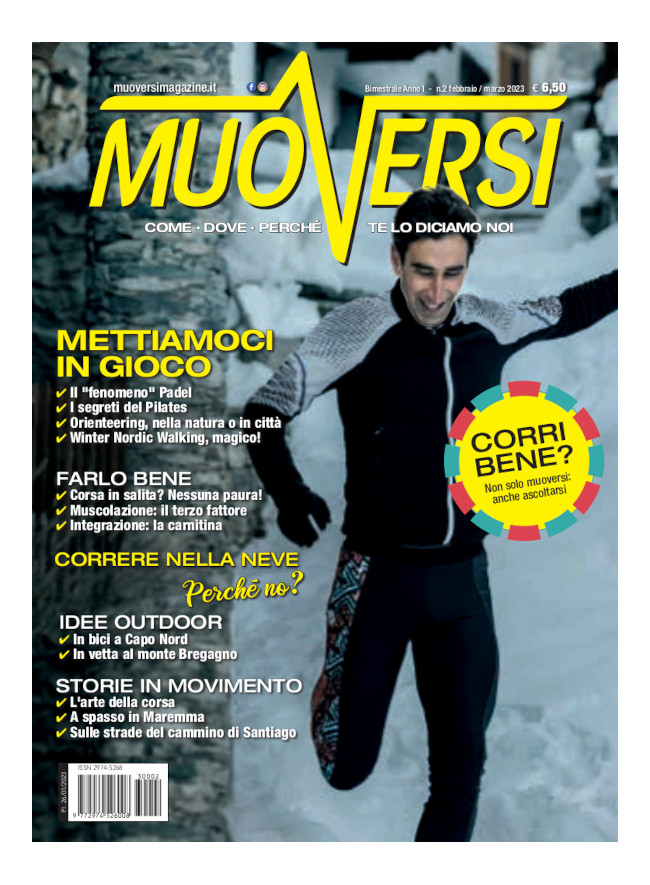 muoversimagazine.it
Bimestrale Anno I - n.2 febbraio / marzo 2023 € 6,50
MUOVERSI
COME · DOVE · PERCHÉ TE LO DICIAMO NOI
METTIAMOCI
IN GIOCO
✔ Il "fenomeno" Padel
✔ I segreti del Pilates
✔ Orienteering, nella natura o in città
✔ Winter Nordic Walking, magico!
CORRI
BENE?
Non solo muoversi:
anche ascoltarsi
FARLO BENE
✔ Corsa in salita? Nessuna paura!
✔ Muscolazione: il terzo fattore
✔ Integrazione: la carnitina
CORRERE NELLA NEVE
Perché no?
IDEE OUTDOOR
✔ In bici a Capo Nord
✔ In vetta al monte Bregagno
STORIE IN MOVIMENTO
✔ L'arte della corsa
✔ A spasso in Maremma
✔ Sulle strade del cammino di Santiago
ISSN 2974-5268
30002
9 772974 526008
P.I. 26/01/2023